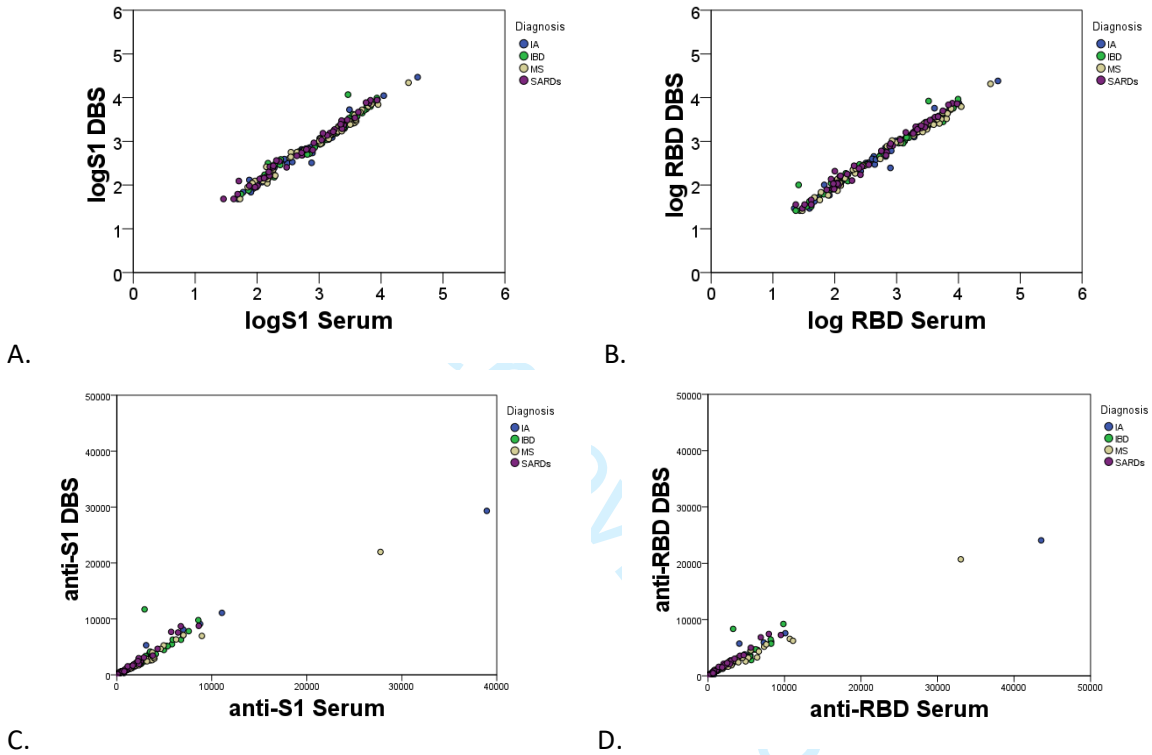 6
5
4
3
2
1
0
logS1 DBS
0 1 2 3 4 5 6
logS1 Serum
Diagnosis
IA
IBD
MS
SARDs
A.
6
5
4
3
2
1
0
log RBD DBS
0 1 2 3 4 5 6
log RBD Serum
Diagnosis
IA
IBD
MS
SARDs
B.
50000
40000
30000
20000
10000
0
anti-S1 DBS
0 10000 20000 30000 40000
anti-S1 Serum
Diagnosis
IA
IBD
MS
SARDs
C.
50000
40000
30000
20000
10000
0
anti-RBD DBS
0 10000 20000 30000 40000 50000
anti-RBD Serum
Diagnosis
IA
IBD
MS
SARDs
D.